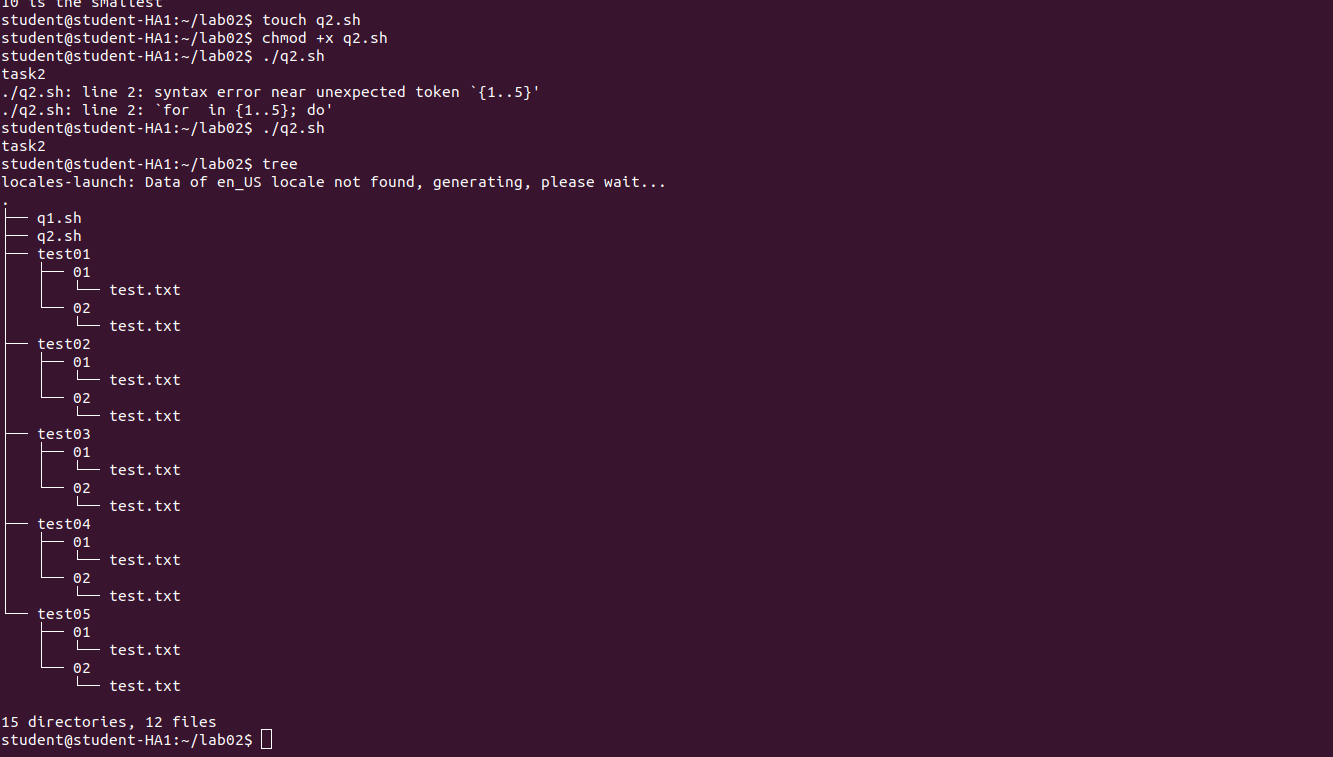 10 is the smallest
student@student-HA1:~/lab02$ touch q2.sh
student@student-HA1:~/lab02$ chmod +x q2.sh
student@student-HA1:~/lab02$ ./q2.sh
task2
./q2.sh: line 2: syntax error near unexpected token `{1..5}'
./q2.sh: line 2: `for  in {1..5}; do'
student@student-HA1:~/lab02$ ./q2.sh
task2
student@student-HA1:~/lab02$ tree
locales-launch: Data of en_US locale not found, generating, please wait...
.
├── q1.sh
├── q2.sh
├── test01
│   ├── 01
│   │   └── test.txt
│   └── 02
│       └── test.txt
├── test02
│   ├── 01
│   │   └── test.txt
│   └── 02
│       └── test.txt
├── test03
│   ├── 01
│   │   └── test.txt
│   └── 02
│       └── test.txt
├── test04
│   ├── 01
│   │   └── test.txt
│   └── 02
│       └── test.txt
└── test05
    ├── 01
    │   └── test.txt
    └── 02
        └── test.txt

15 directories, 12 files
student@student-HA1:~/lab02$